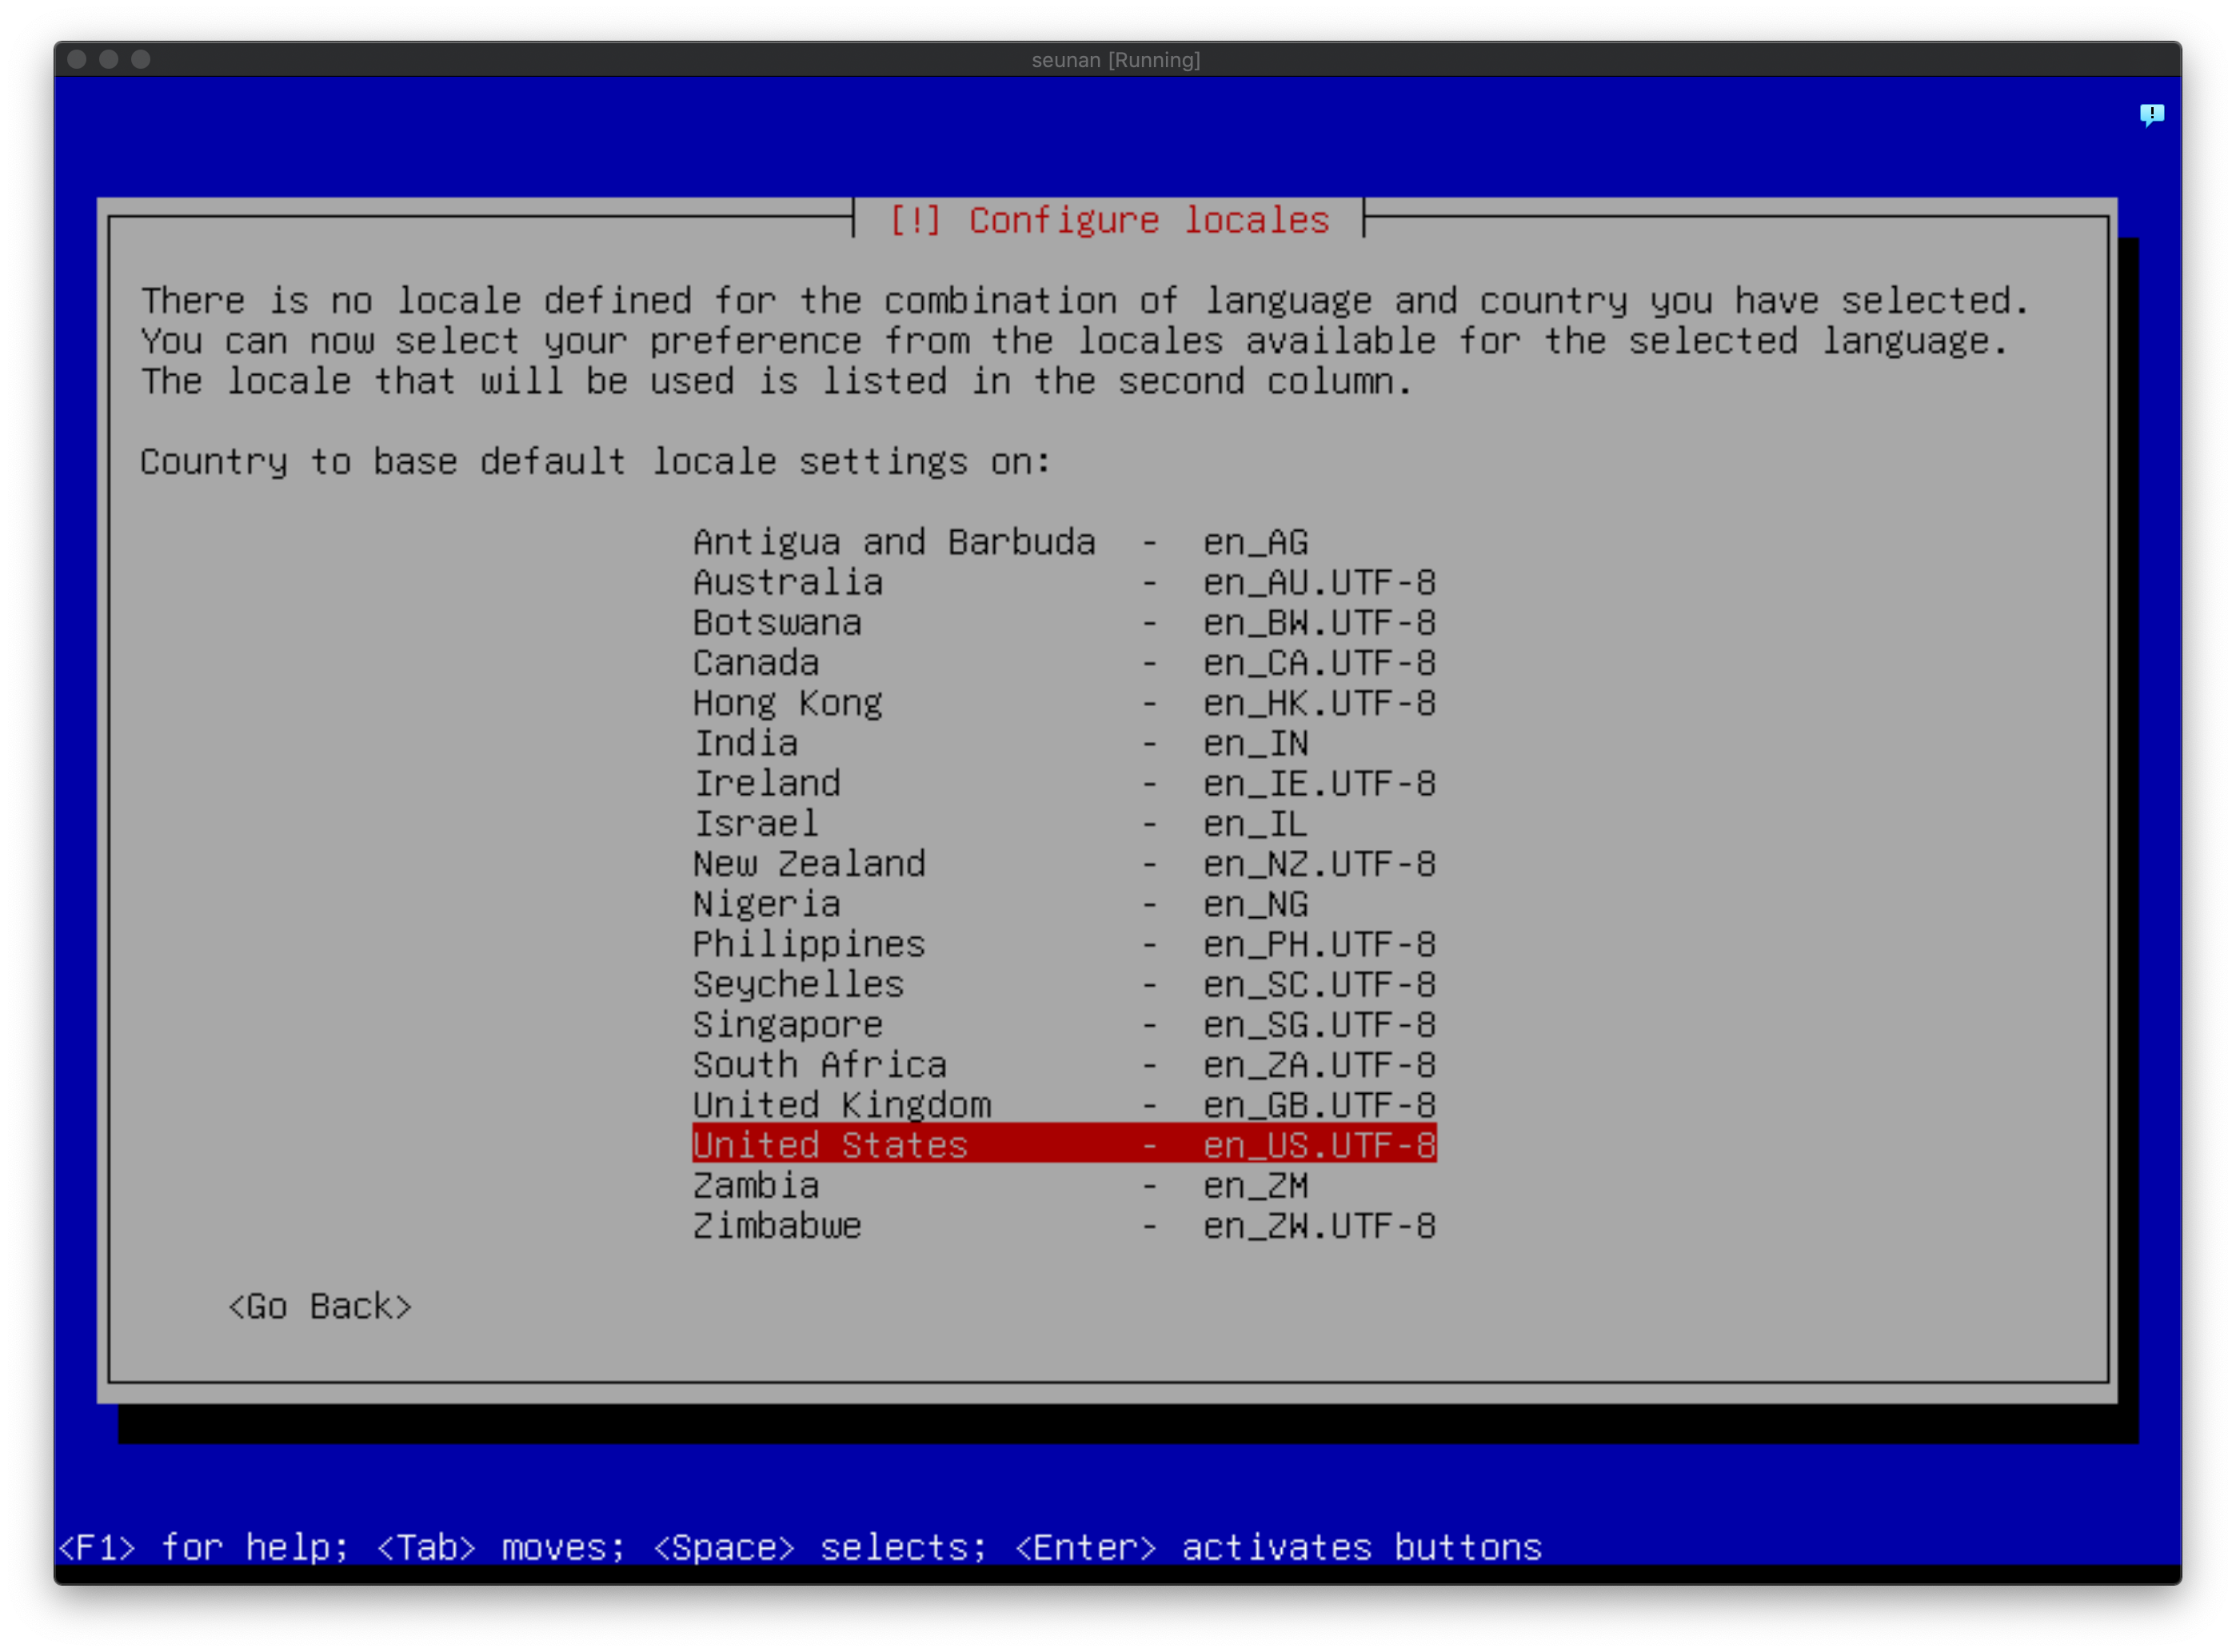 seunan [Running]
[!] Configure locales
There is no locale defined for the combination of language and country you have selected.
You can now select your preference from the locales available for the selected language.
The locale that will be used is listed in the second column.
Country to base default locale settings on:
Antigua and Barbuda - en_AG
Australia - en_AU.UTF-8
Botswana - en_BW.UTF-8
Canada - en_CA.UTF-8
Hong Kong - en_HK.UTF-8
India - en_IN
Ireland - en_IE.UTF-8
Israel - en_IL
New Zealand - en_NZ.UTF-8
Nigeria - en_NG
Philippines - en_PH.UTF-8
Seychelles - en_SC.UTF-8
Singapore - en_SG.UTF-8
South Africa - en_ZA.UTF-8
United Kingdom - en_GB.UTF-8
United States - en_US.UTF-8
Zambia - en_ZM
Zimbabwe - en_ZW.UTF-8
<Go Back>
<F1> for help; <Tab> moves; <Space> selects; <Enter> activates buttons